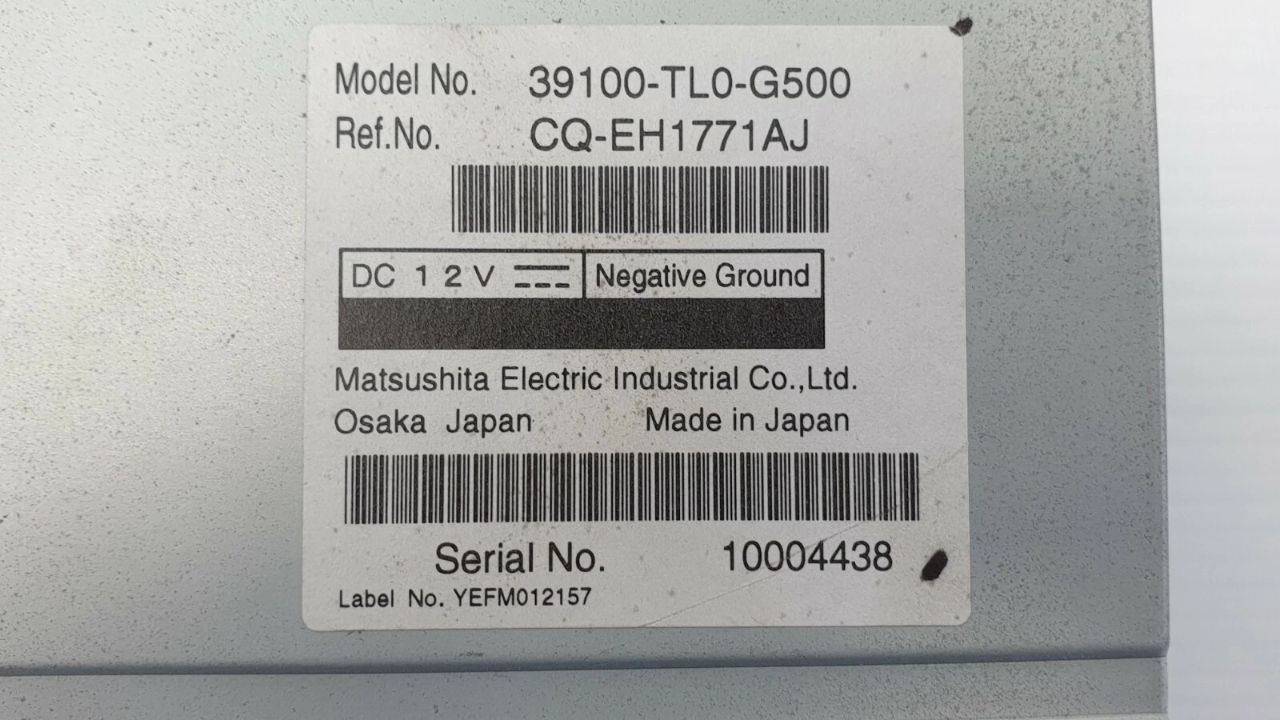 Model No. 39100-TL0-G500
Ref.No. CQ-EH1771AJ
DC 12V Negative Ground
Matsushita Electric Industrial Co.,Ltd.
Osaka Japan Made in Japan
Serial No. 10004438
Label No. YEFM012157